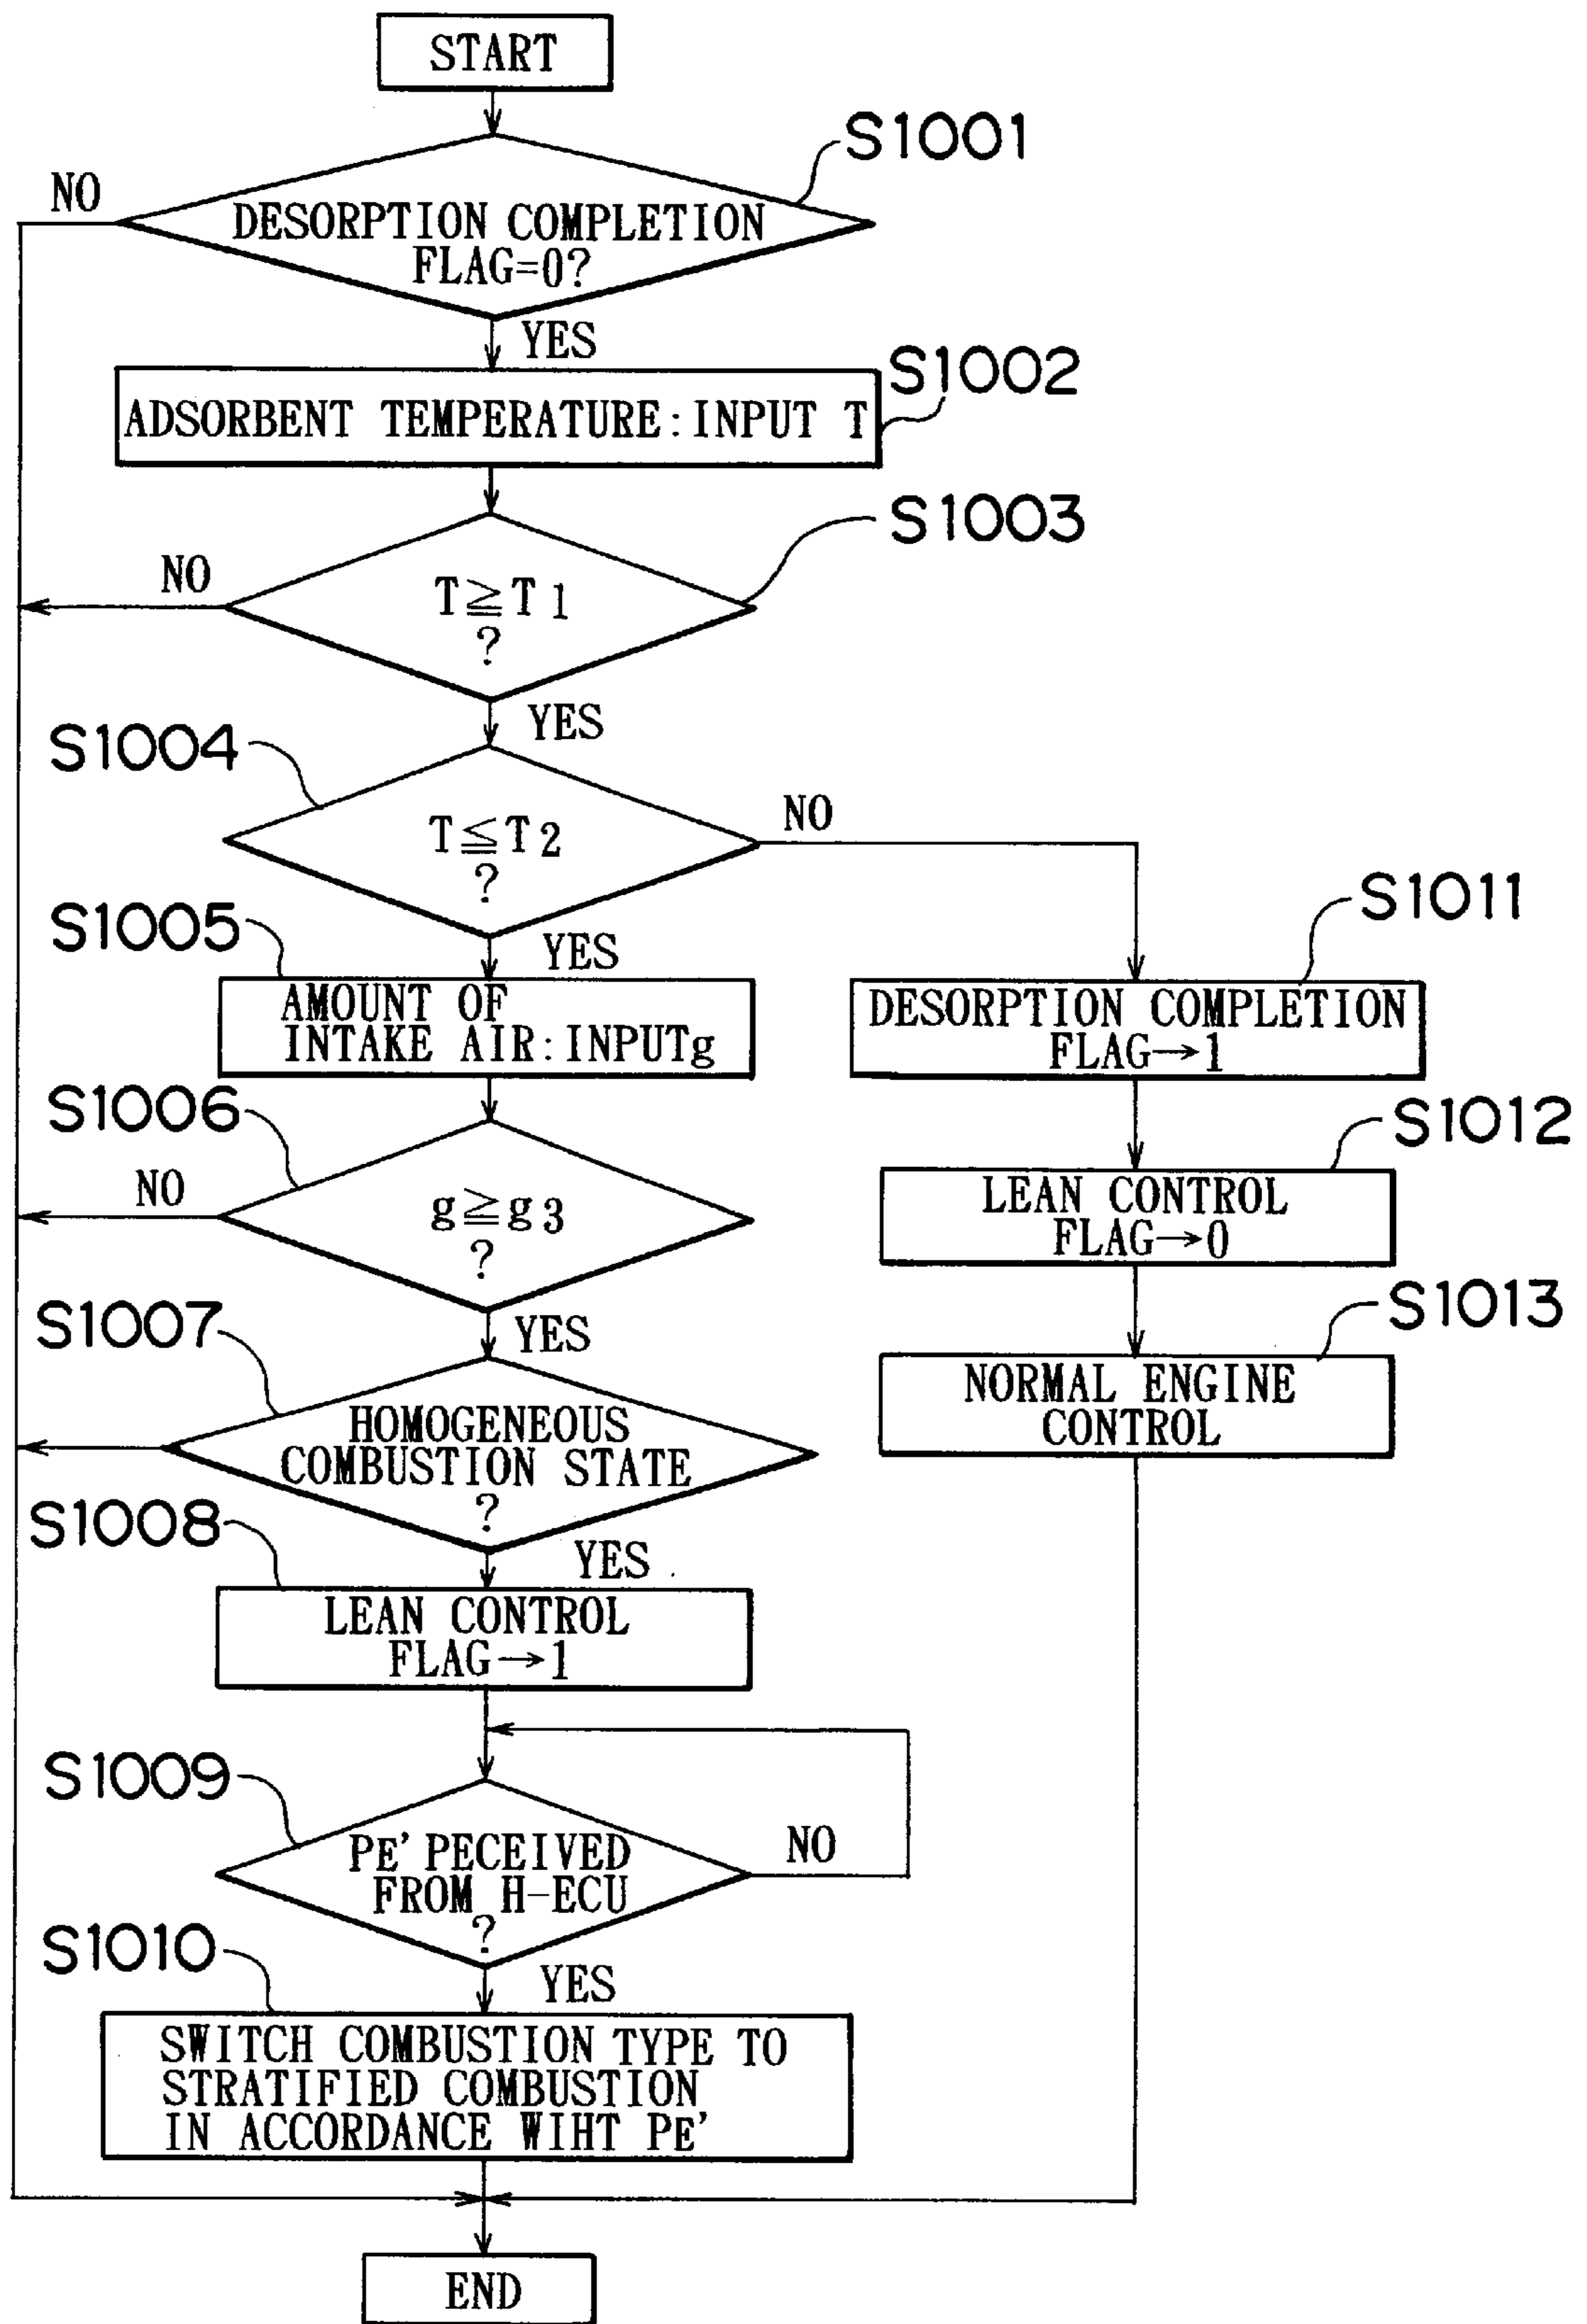 START
S1001
NO
DESORPTION COMPLETION
FLAG=0?
YES
S1002
ADSORBENT TEMPERATURE:INPUT T
S1003
NO
T≧T1
?
YES
S1004
NO
T≦T2
?
S1011
S1005
YES
AMOUNT OF
INTAKE AIR:INPUTg
DESORPTION COMPLETION
FLAG→1
S1006
S1012
NO
g≧g3
?
LEAN CONTROL
FLAG→0
S1007
YES
S1013
HOMOGENEOUS
COMBUSTION STATE
?
NORMAL ENGINE
CONTROL
S1008
YES
LEAN CONTROL
FLAG→1
S1009
NO
PE' PECEIVED
FROM H-ECU
?
S1010
YES
SWITCH COMBUSTION TYPE TO
STRATIFIED COMBUSTION
IN ACCORDANCE WIHT PE'
END